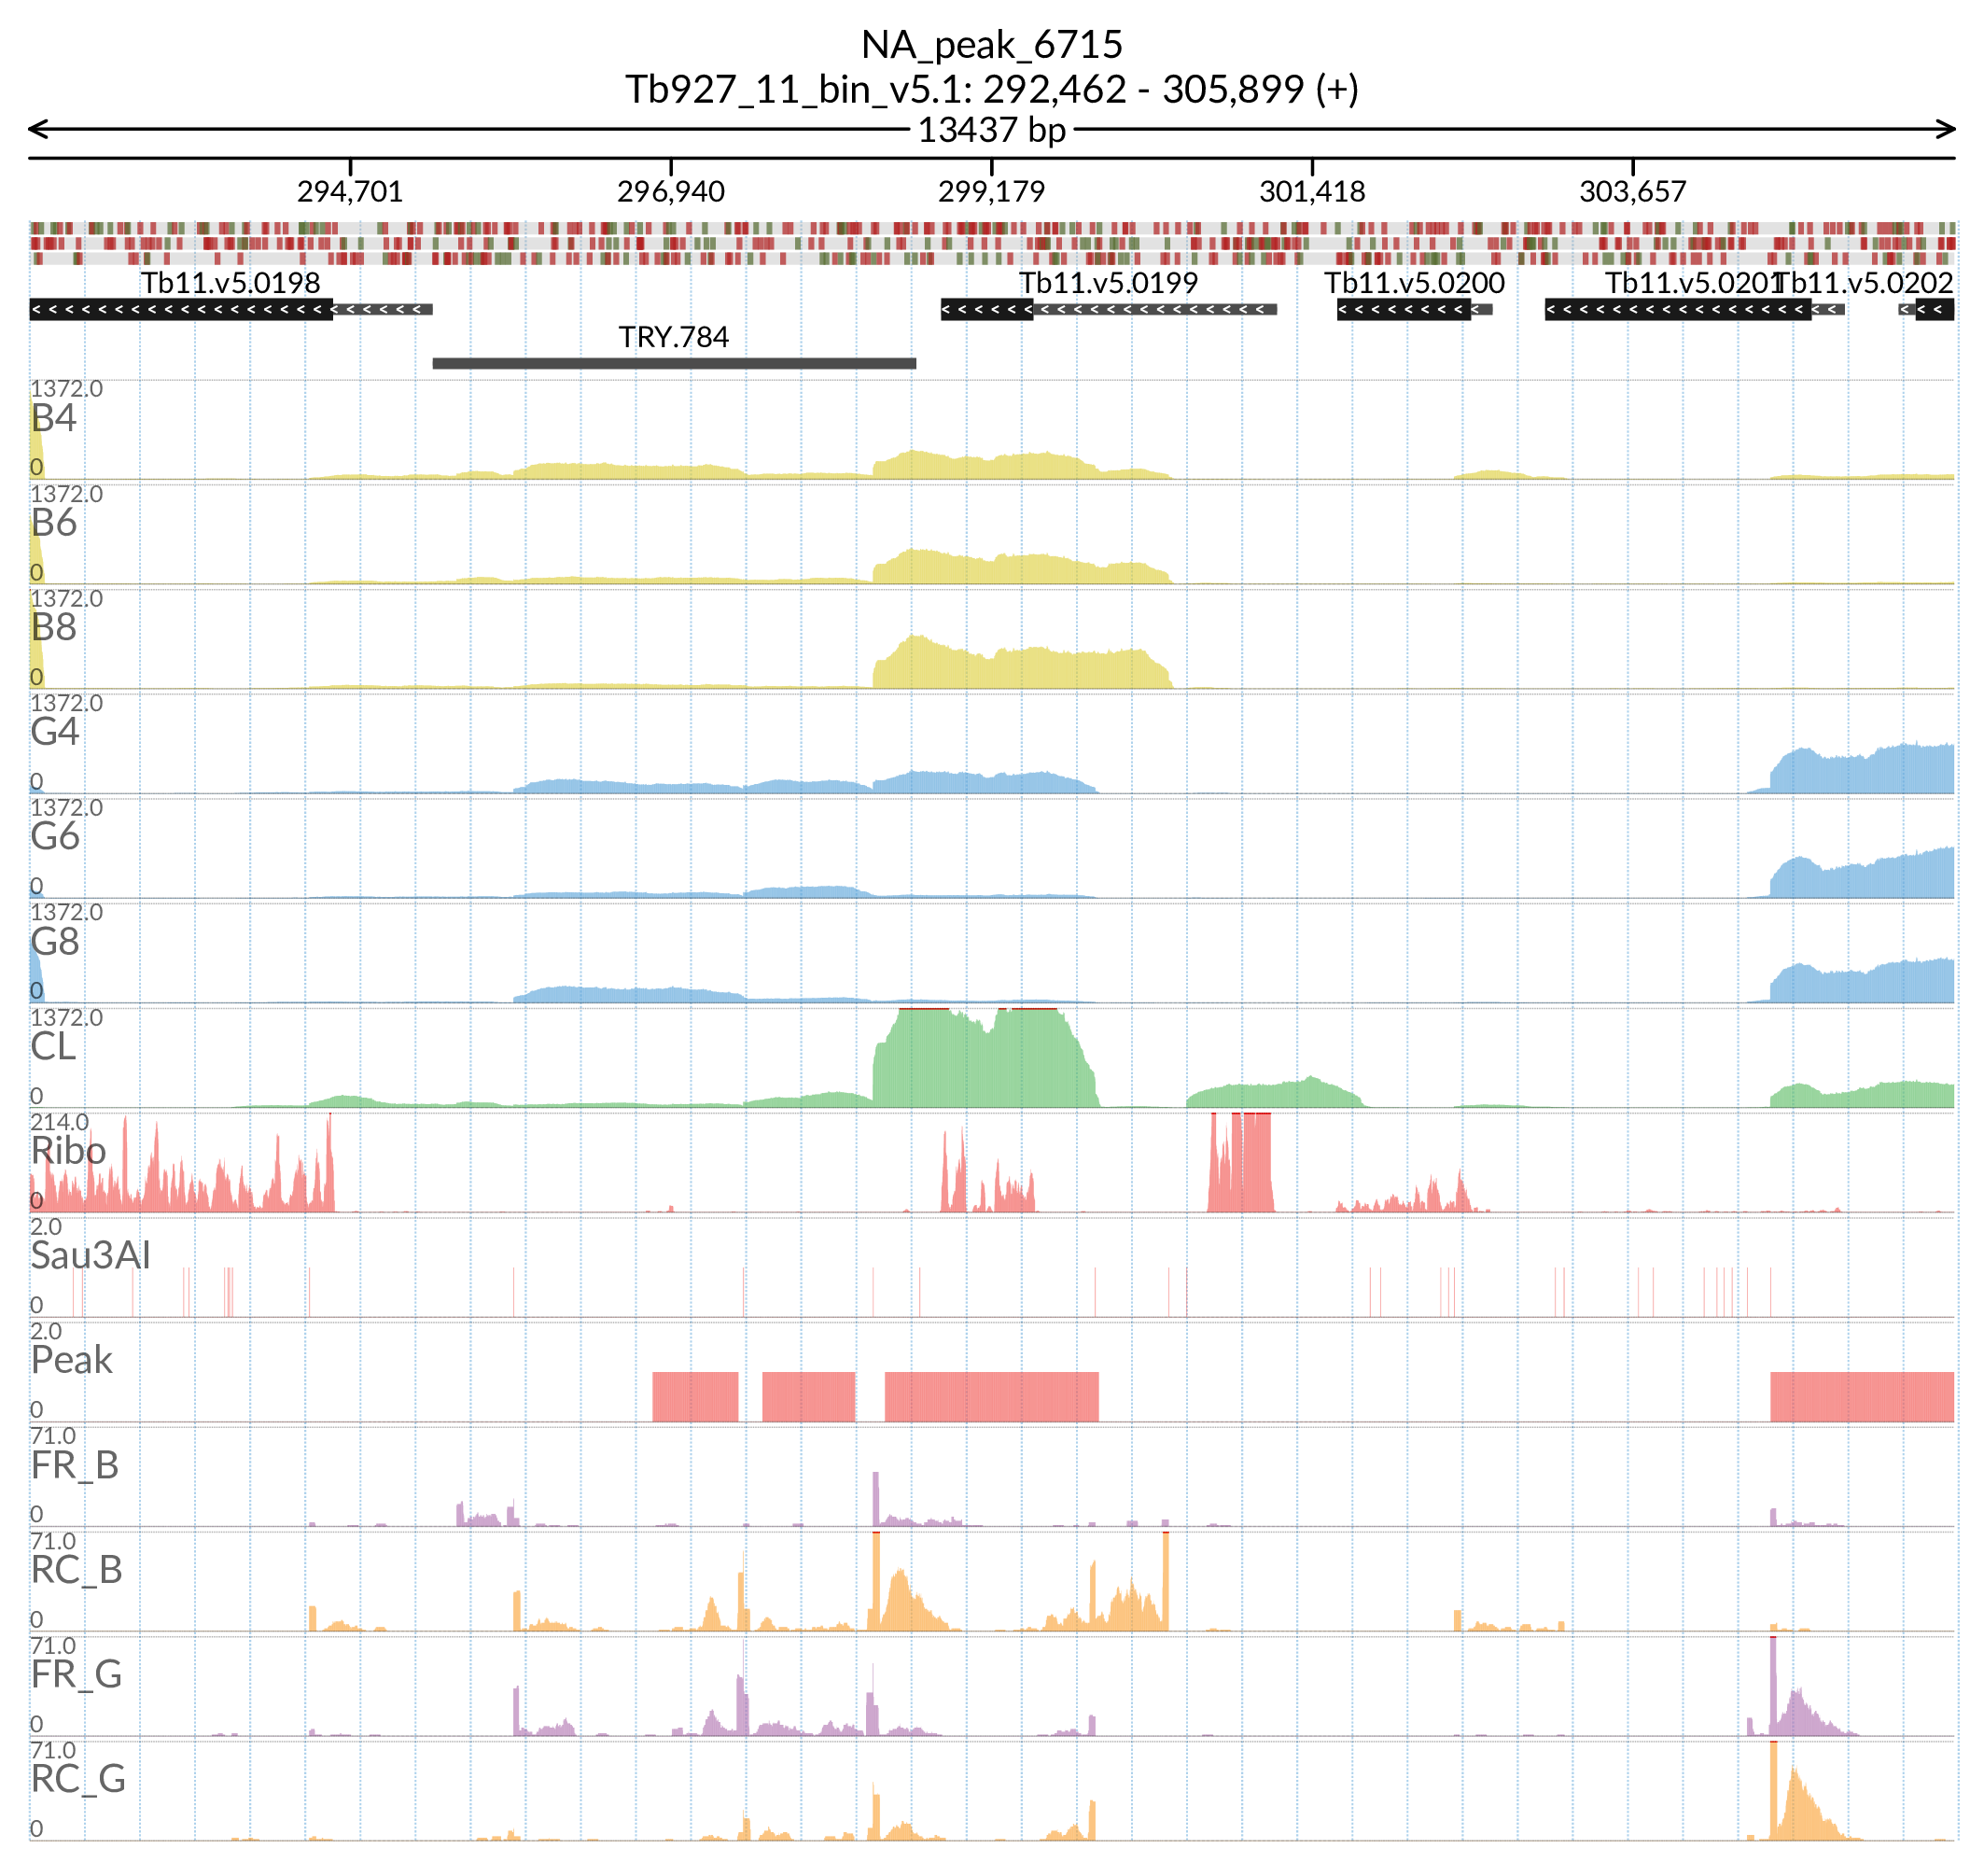 NA_peak_6715
Tb927_11_bin_v5.1: 292,462 - 305,899 (+)
13437 bp
294,701 296,940 299,179 301,418 303,657
Tb11.v5.0198 Tb11.v5.0199 Tb11.v5.0200 Tb11.v5.0201 Tb11.v5.0202
TRY.784
1372.0
B4
0
1372.0
B6
0
1372.0
B8
0
1372.0
G4
0
1372.0
G6
0
1372.0
G8
0
1372.0
CL
0
214.0
Ribo
0
2.0
Sau3AI
0
2.0
Peak
0
71.0
FR_B
0
71.0
RC_B
0
71.0
FR_G
0
71.0
RC_G
0